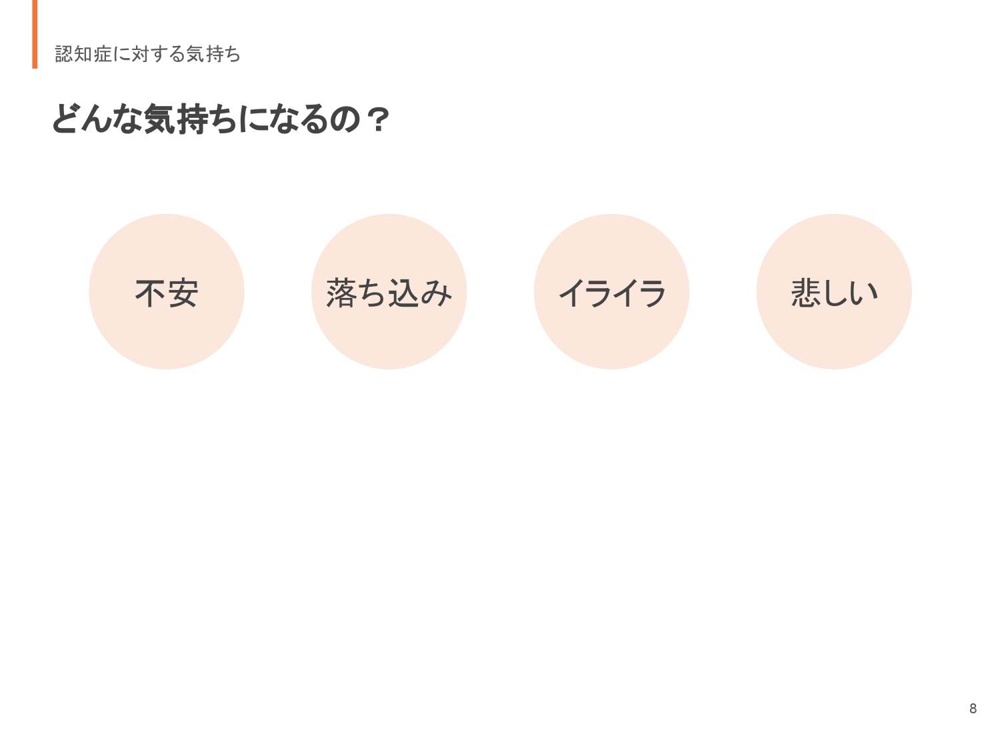 認知症に対する気持ち
どんな気持ちになるの？
不安
落ち込み
イライラ
悲しい
8